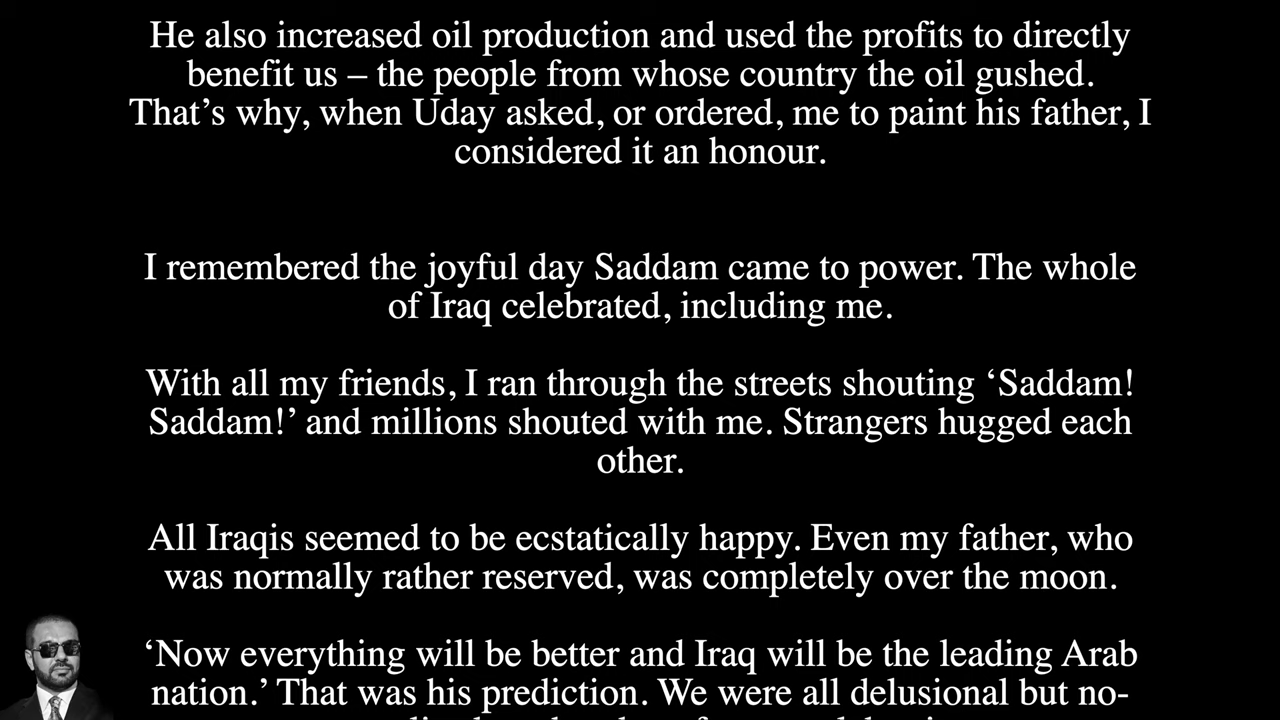 He also increased oil production and used the profits to directly
benefit us – the people from whose country the oil gushed.
That’s why, when Uday asked, or ordered, me to paint his father, I
considered it an honour.
I remembered the joyful day Saddam came to power. The whole
of Iraq celebrated, including me.
With all my friends, I ran through the streets shouting ‘Saddam!
Saddam!’ and millions shouted with me. Strangers hugged each
other.
All Iraqis seemed to be ecstatically happy. Even my father, who
was normally rather reserved, was completely over the moon.
‘Now everything will be better and Iraq will be the leading Arab
nation.’ That was his prediction. We were all delusional but no-